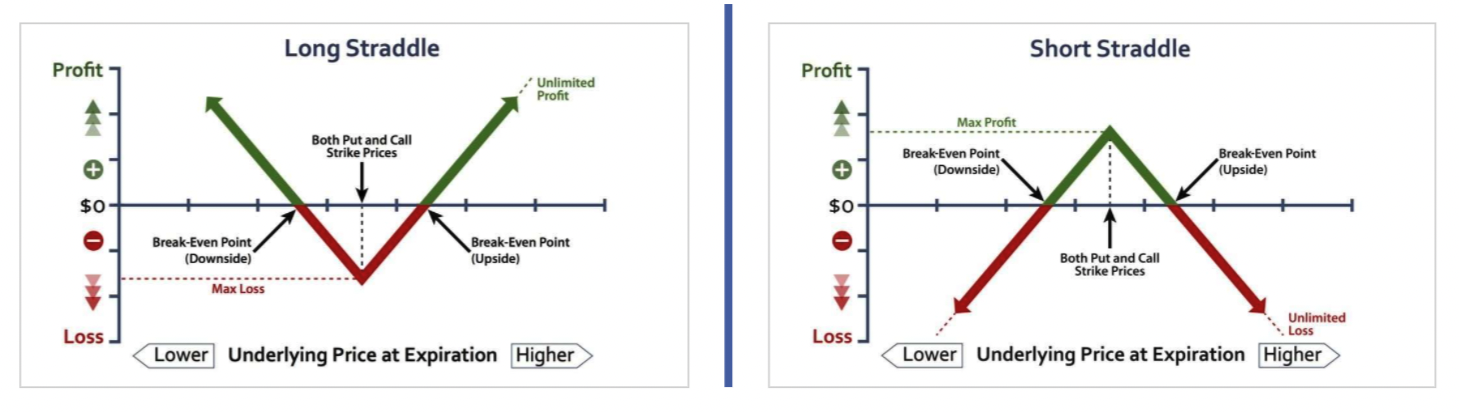 Long Straddle
Profit
Unlimited
Profit
Both Put and Call
Strike Prices
$0
Break-Even Point
(Downside)
Break-Even Point
(Upside)
Max Loss
Loss
Lower Underlying Price at Expiration Higher
Short Straddle
Profit
Max Profit
Break-Even Point
(Downside)
Break-Even Point
(Upside)
$0
Both Put and Call
Strike Prices
Unlimited
Loss
Loss
Lower Underlying Price at Expiration Higher